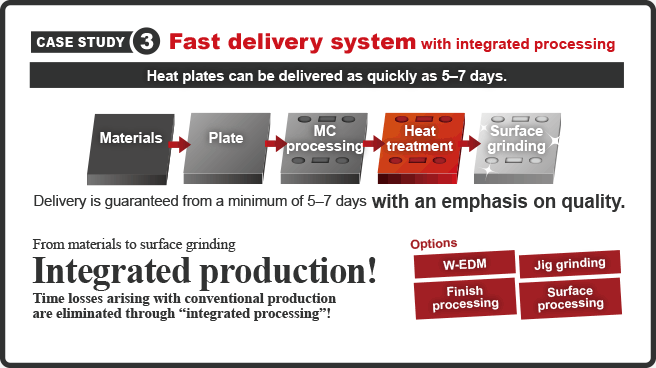 CASE STUDY 3 Fast delivery system with integrated processing
Heat plates can be delivered as quickly as 5–7 days.
Materials
Plate
MC
processing
Heat
treatment
Surface
grinding
Delivery is guaranteed from a minimum of 5–7 days with an emphasis on quality.
From materials to surface grinding
Integrated production!
Time losses arising with conventional production
are eliminated through “integrated processing”!
Options
W-EDM
Jig grinding
Finish
processing
Surface
processing